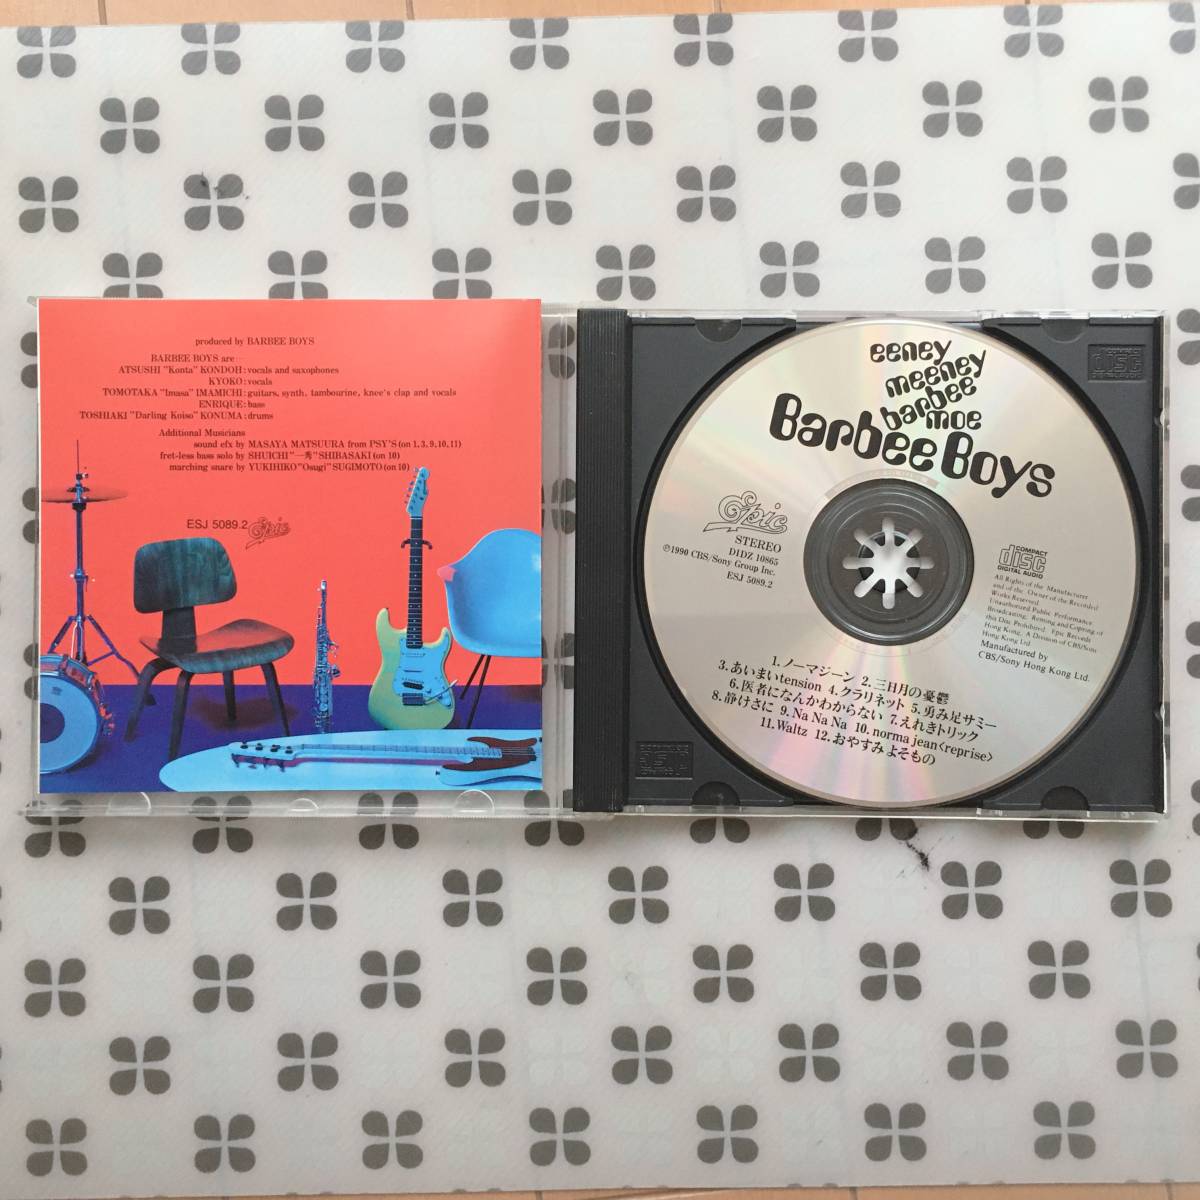 produced by BARBEE BOYS
BARBEE BOYS are…
ATSUSHI "Konta" KONDOH: vocals and saxophones
KYOKO: vocals
TOMOTAKA "Imasa" IMAMICHI: guitars, synth, tambourine, knee's clap and vocals
ENRIQUE: bass
TOSHIAKI "Darling Koiso" KONUMA: drums
Additional Musicians
sound efx by MASAYA MATSUURA from PSY'S (on 1, 3, 9, 10, 11)
fret-less bass solo by SHUICHI "一秀" SHIBASAKI (on 10)
marching snare by YUKIHIKO "Osugi" SUGIMOTO (on 10)
ESJ 5089.2 Epic
eeney
meeney
barbee
moe
Barbee Boys
Epic
STEREO
DIDZ 10865
℗1990 CBS/Sony Group Inc.
ESJ 5089.2
COMPACT
disc
DIGITAL AUDIO
All Rights of the Manufacturer
and of the Owner of the Recorded
Works Reserved.
Unauthorized Public Performance
Broadcasting, Renting and Copying of
this Disc Prohibited. Epic Records
Hong Kong. A Division of CBS/Sony
Hong Kong Ltd.
Manufactured by
CBS/Sony Hong Kong Ltd.
1.ノーマジーン 2.三日月の憂鬱
3.あいまいtension 4.クラリネット 5.勇み足サミー
6.医者になんかわからない 7.えれきトリック
8.静けさに 9.Na Na Na 10.norma jean<reprise>
11.Waltz 12.おやすみよそもの